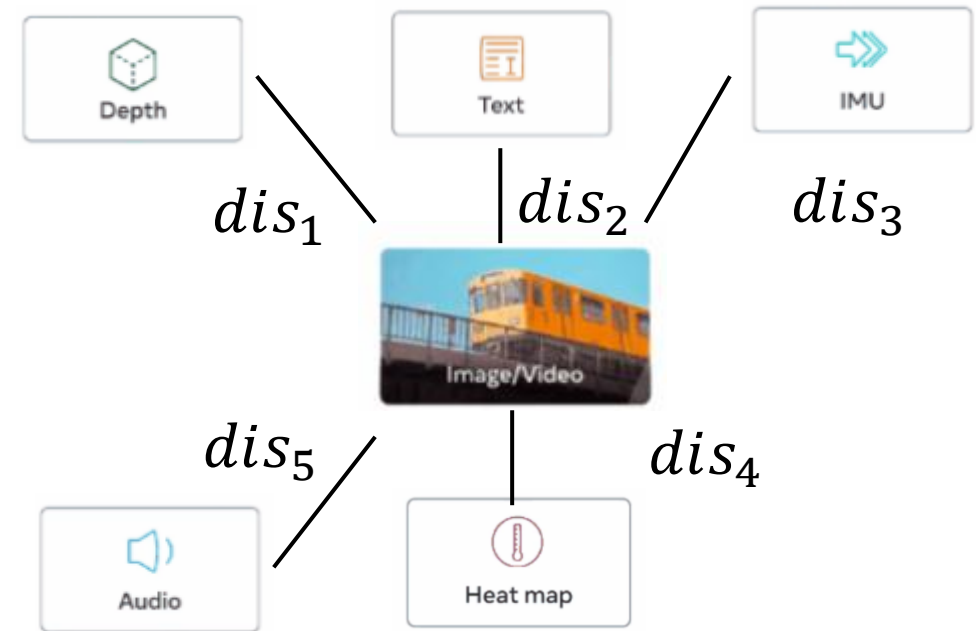 Depth
Text
IMU
dis₁
dis₂
dis₃
Image/Video
dis₅
dis₄
Audio
Heat map